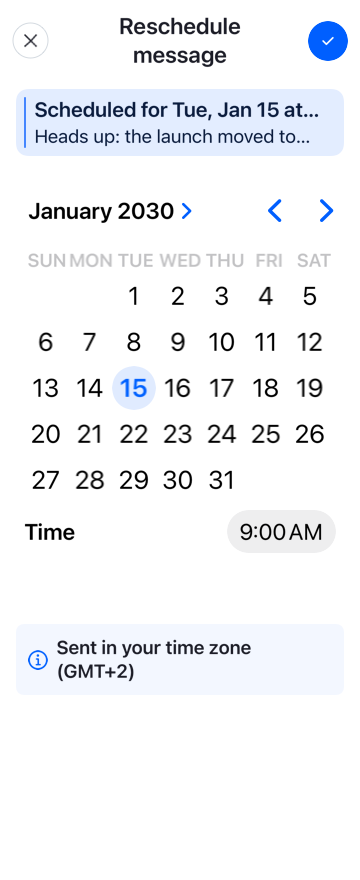 Reschedule
message
Scheduled for Tue, Jan 15 at...
Heads up: the launch moved to...
January 2030
SUN MON TUE WED THU FRI SAT
1 2 3 4 5
6 7 8 9 10 11 12
13 14 15 16 17 18 19
20 21 22 23 24 25 26
27 28 29 30 31
Time 9:00 AM
Sent in your time zone
(GMT+2)